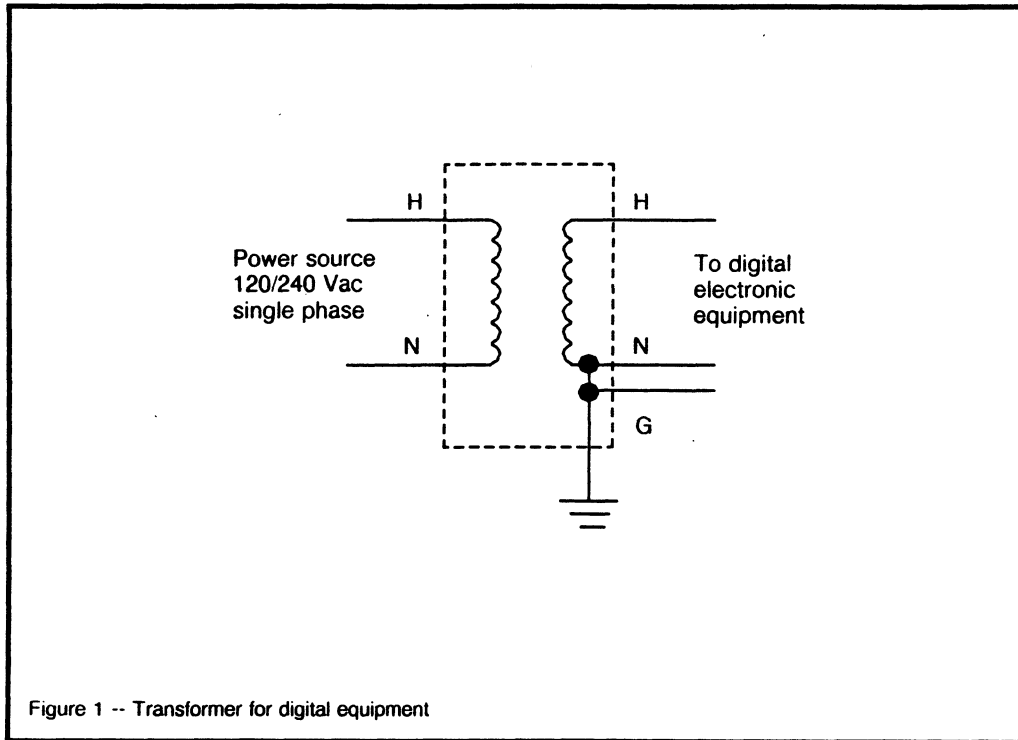 H
H
Power source
120/240 Vac
single phase
To digital
electronic
equipment
N
N
G
Figure 1 -- Transformer for digital equipment